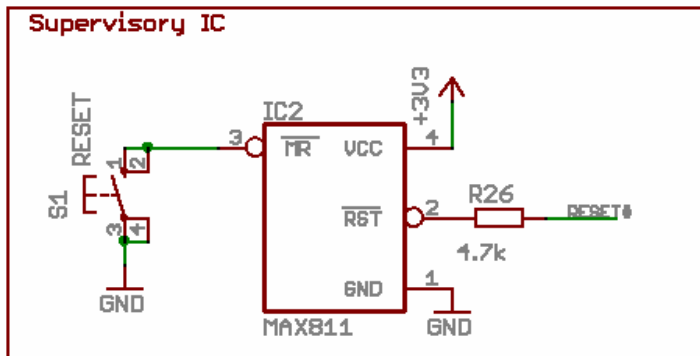 Supervisory IC
RESET
S1
1
2
3
4
GND
IC2
3
MR
VCC
4
+3V3
RST
2
R26
4.7k
RESET#
GND
1
GND
MAX811